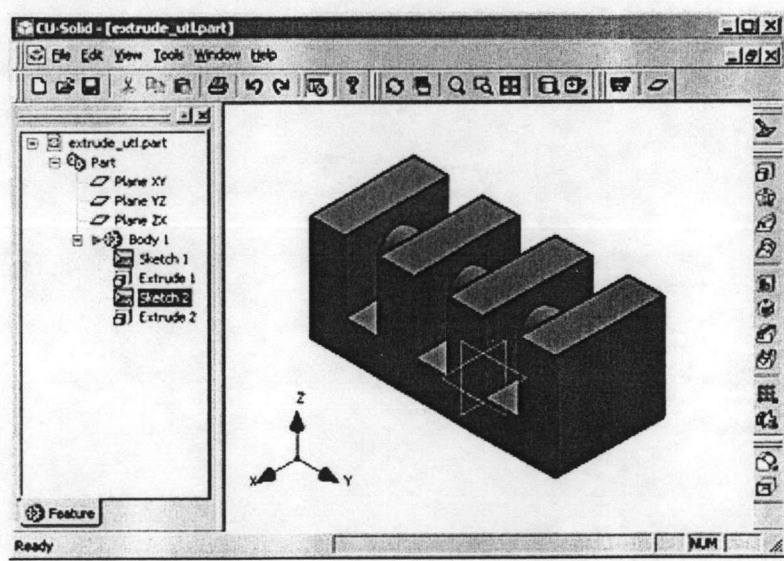 CU-Solid - [extrude_utl.part]
File Edit View Tools Window Help
extrude_utl.part
Part
Plane XY
Plane YZ
Plane ZX
Body 1
Sketch 1
Extrude 1
Sketch 2
Extrude 2
Z
X
Y
Feature
Ready
NUM